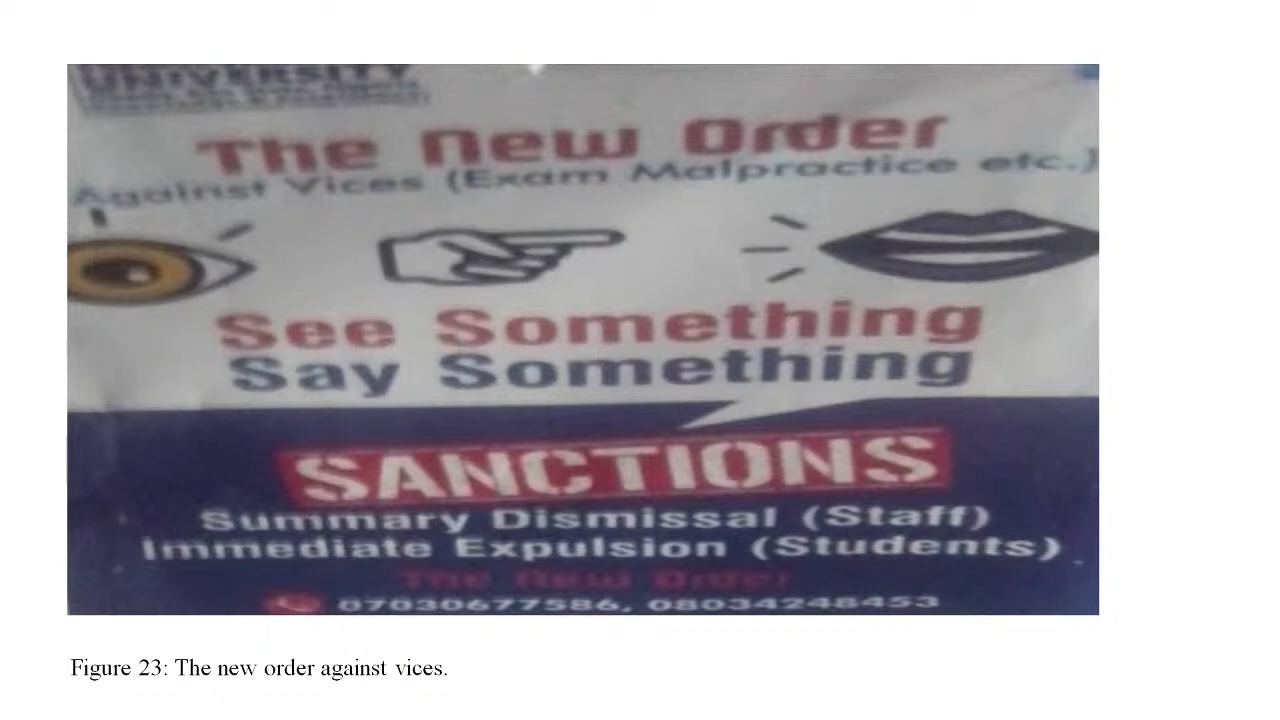 UNIVERSITY
The New Order
Against Vices (Exam Malpractice etc.)
See Something
Say Something
SANCTIONS
Summary Dismissal (Staff)
Immediate Expulsion (Students)
The New Order
07030677586, 08034248453
Figure 23: The new order against vices.